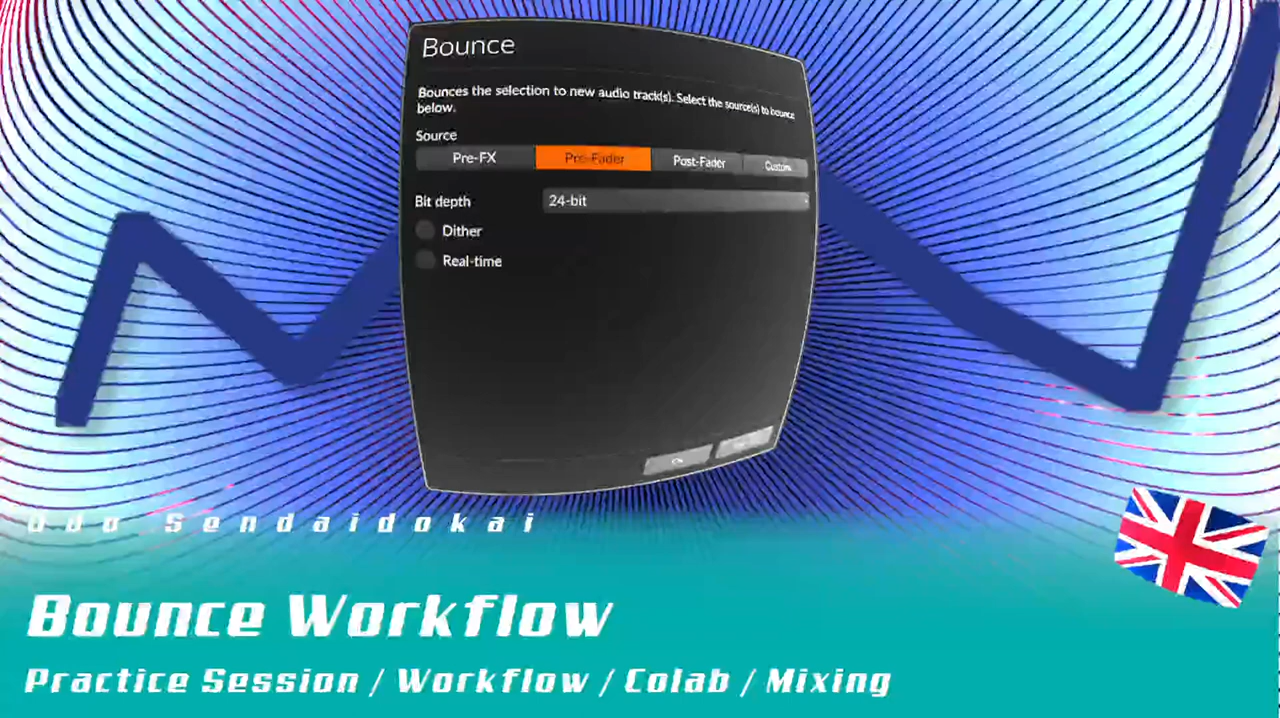 Bounce
Bounces the selection to new audio track(s). Select the source(s) to bounce
below.
Source
Pre-FX Pre-Fader Post-Fader Custom
Bit depth 24-bit
Dither
Real-time
Udo Sendaidokai
Bounce Workflow
Practice Session / Workflow / Colab / Mixing